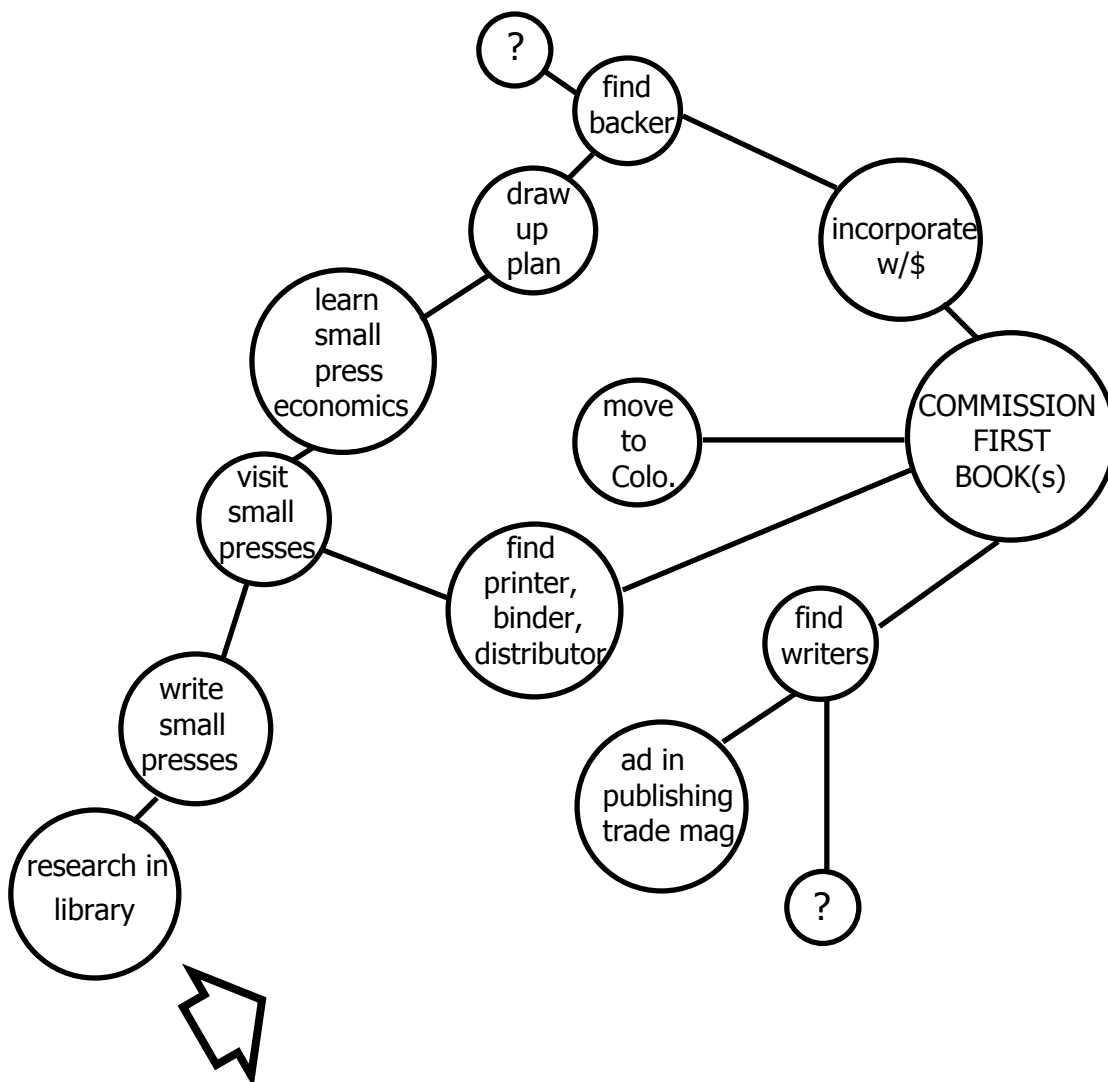 ?
find
backer
draw
up
plan
incorporate
w/$
learn
small
press
economics
move
to
Colo.
COMMISSION
FIRST
BOOK(s)
visit
small
presses
find
printer,
binder,
distributor
find
writers
write
small
presses
ad in
publishing
trade mag
research in
library
?